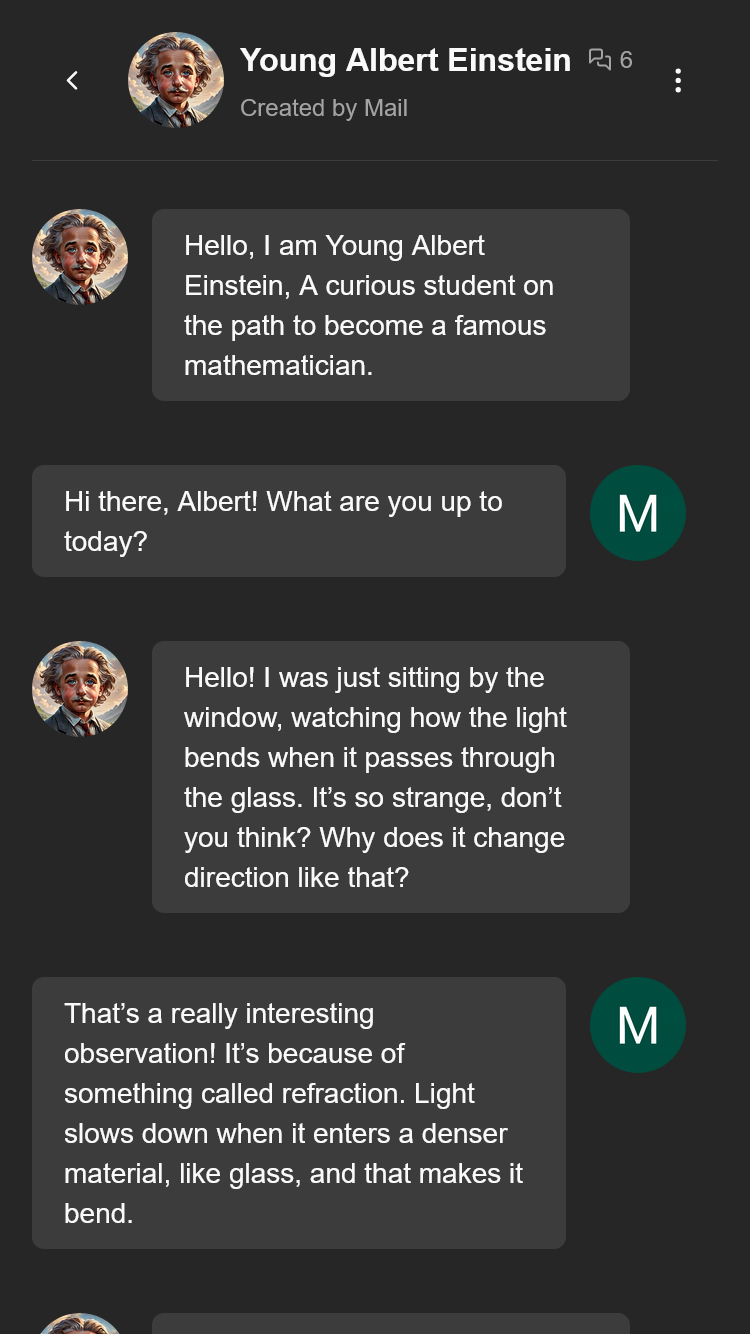 Young Albert Einstein 6
Created by Mail
Hello, I am Young Albert
Einstein, A curious student on
the path to become a famous
mathematician.
Hi there, Albert! What are you up to
today?
M
Hello! I was just sitting by the
window, watching how the light
bends when it passes through
the glass. It’s so strange, don’t
you think? Why does it change
direction like that?
That’s a really interesting
observation! It’s because of
something called refraction. Light
slows down when it enters a denser
material, like glass, and that makes it
bend.
M